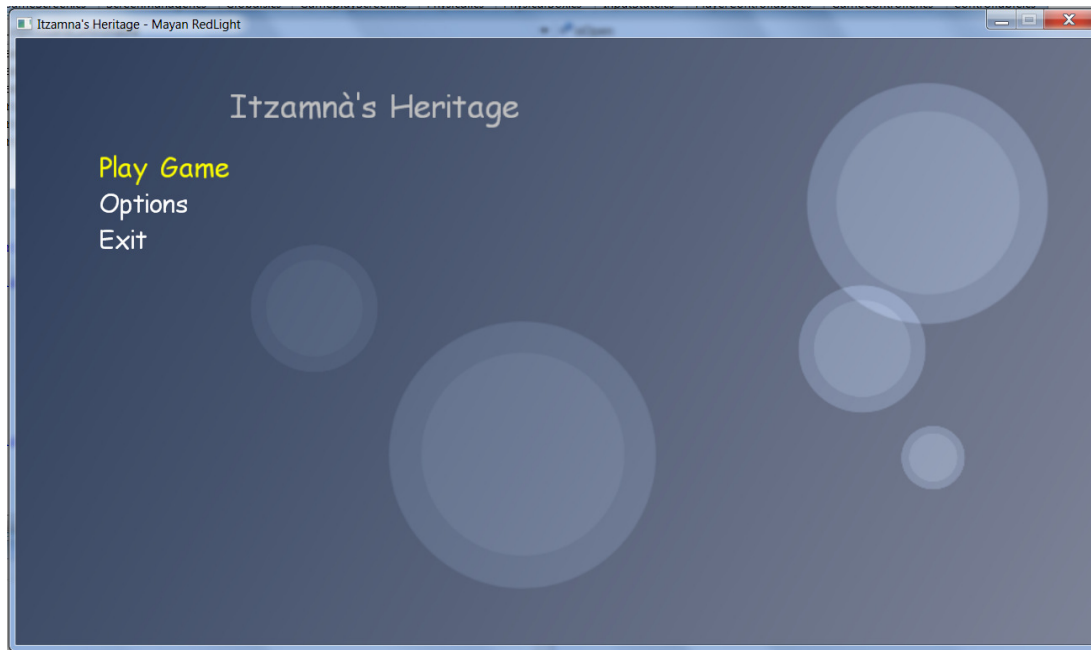 Itzamna's Heritage - Mayan RedLight
Itzamnà's Heritage
Play Game
Options
Exit